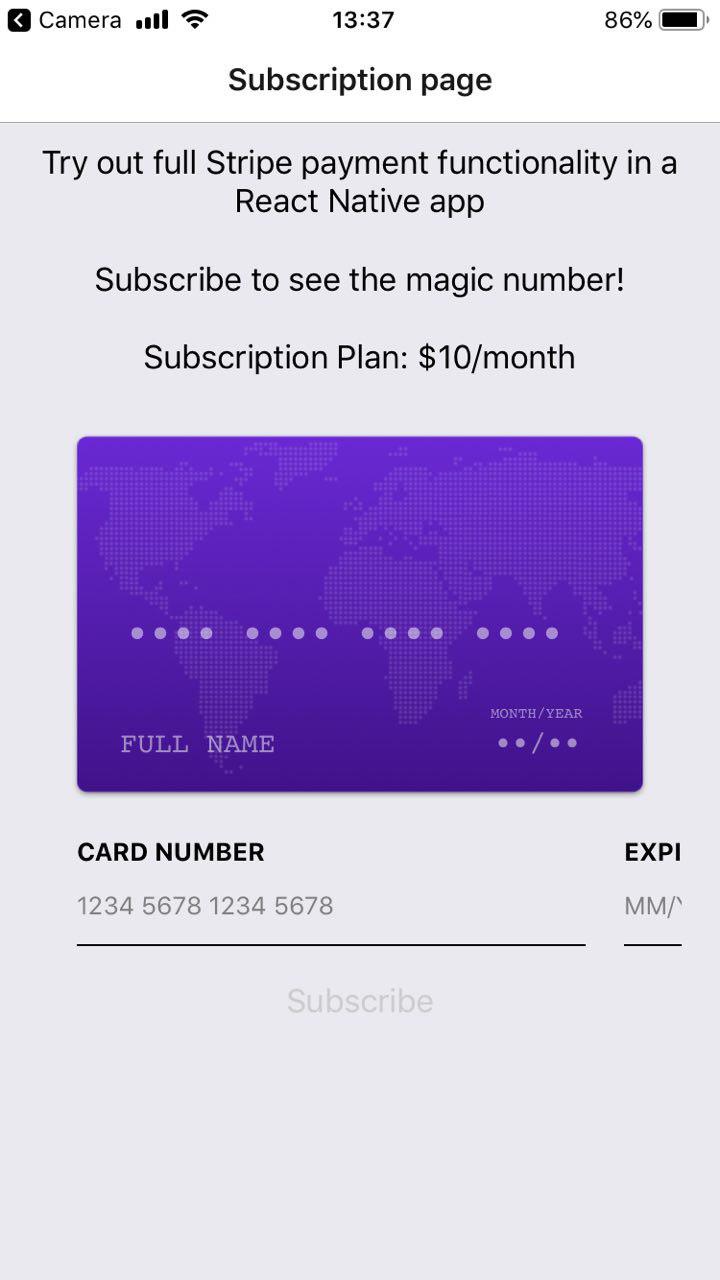 Camera 13:37 86%
Subscription page
Try out full Stripe payment functionality in a
React Native app
Subscribe to see the magic number!
Subscription Plan: $10/month
•••• •••• •••• ••••
MONTH/YEAR
FULL NAME ••/••
CARD NUMBER EXPI
1234 5678 1234 5678 MM/
Subscribe